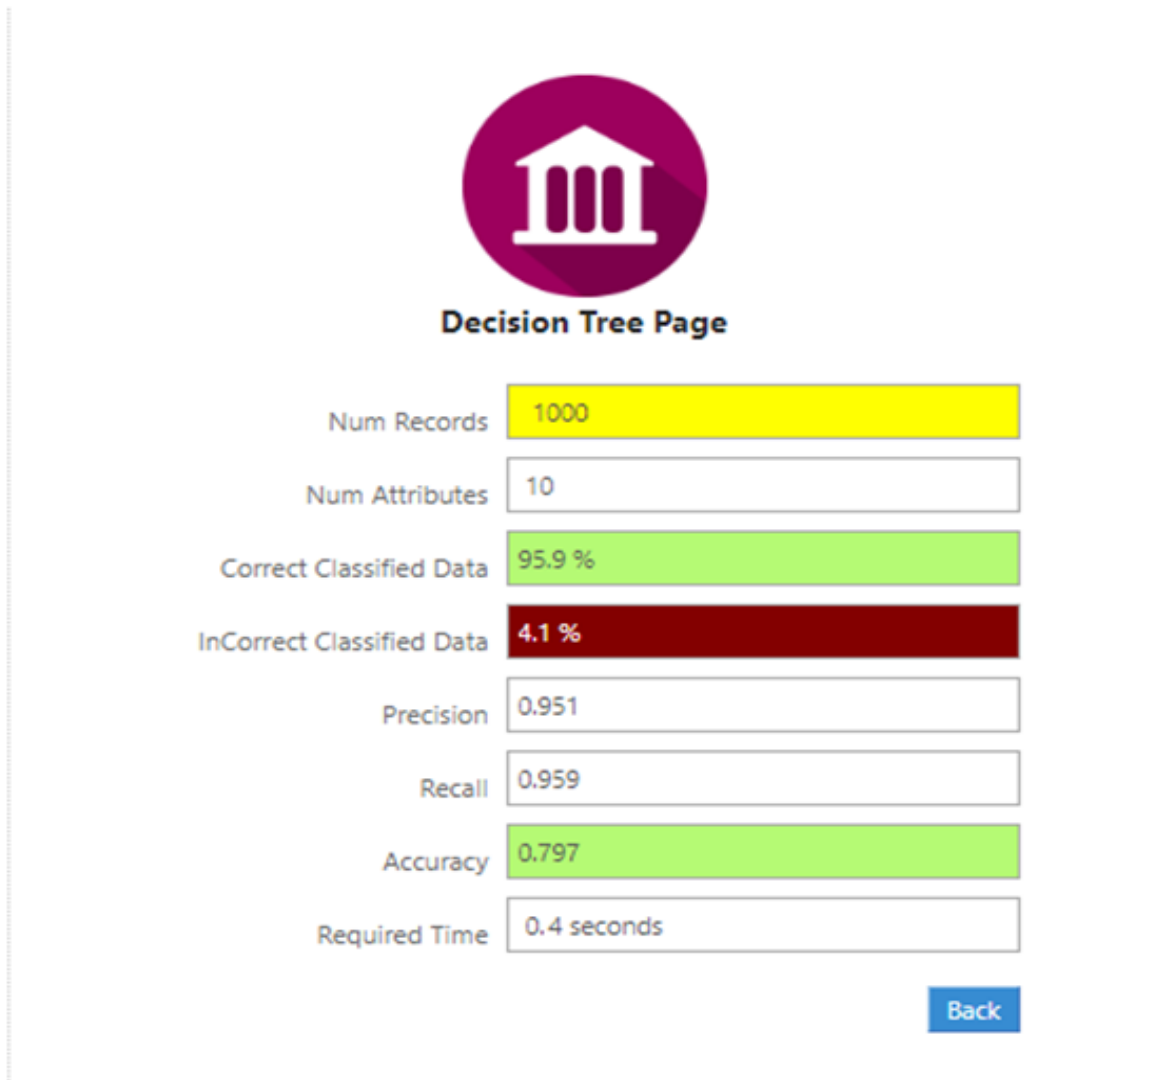 Decision Tree Page
Num Records 1000
Num Attributes 10
Correct Classified Data 95.9 %
InCorrect Classified Data 4.1 %
Precision 0.951
Recall 0.959
Accuracy 0.797
Required Time 0.4 seconds
Back